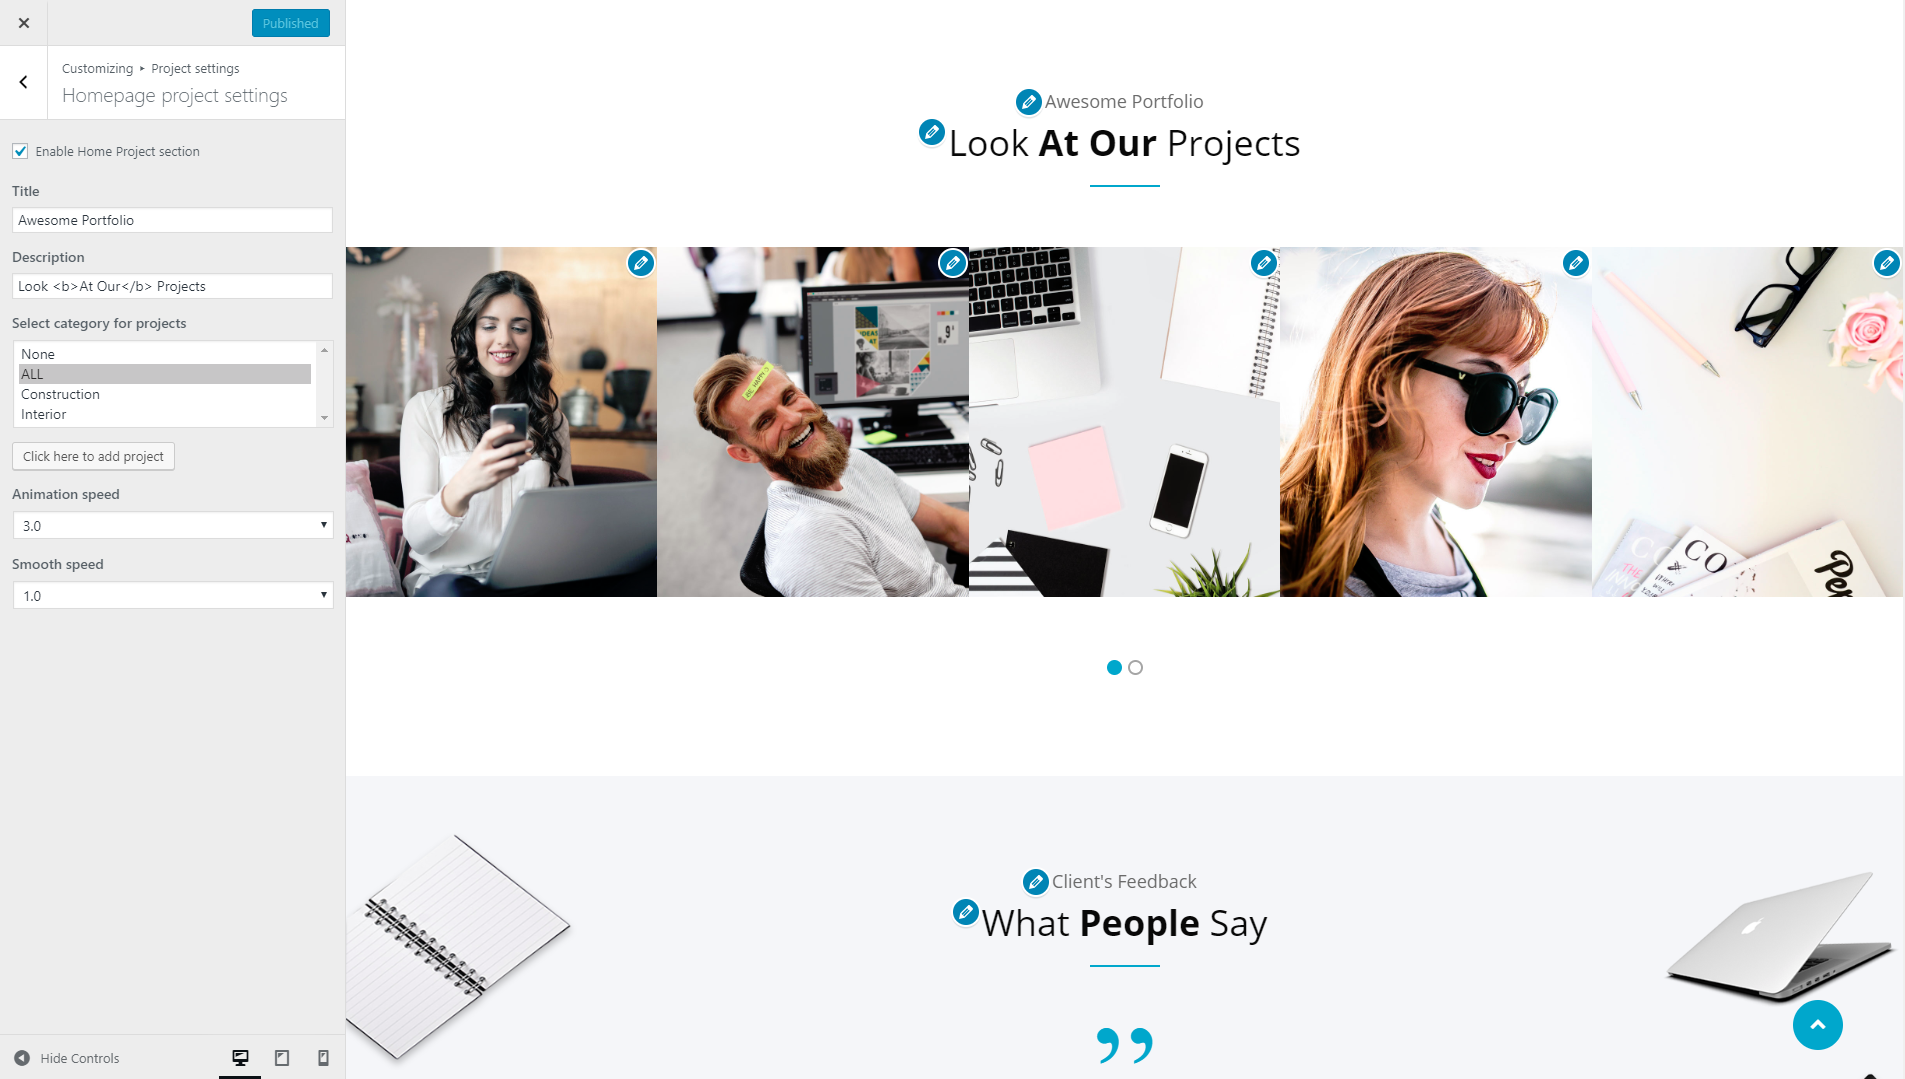 Published
Customizing ▸ Project settings
Homepage project settings
Enable Home Project section
Title
Awesome Portfolio
Description
Look <b>At Our</b> Projects
Select category for projects
None
ALL
Construction
Interior
Click here to add project
Animation speed
3.0
Smooth speed
1.0
Hide Controls
Awesome Portfolio
Look At Our Projects
Client's Feedback
What People Say